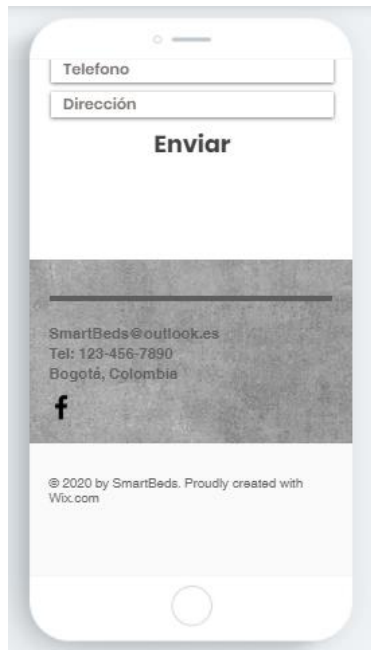 Telefono
Dirección
Enviar
SmartBeds@outlook.es
Tel: 123-456-7890
Bogotá, Colombia
f
© 2020 by SmartBeds. Proudly created with
Wix.com